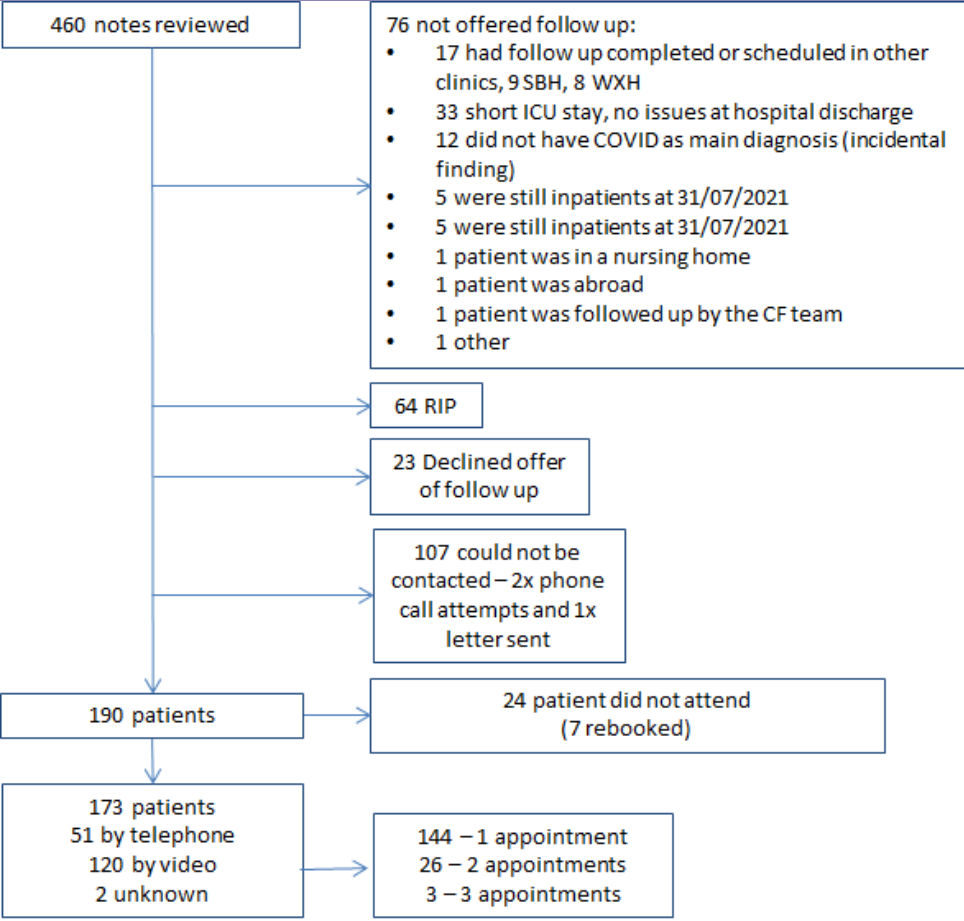 460 notes reviewed
76 not offered follow up:
• 17 had follow up completed or scheduled in other
clinics, 9 SBH, 8 WXH
• 33 short ICU stay, no issues at hospital discharge
• 12 did not have COVID as main diagnosis (incidental
finding)
• 5 were still inpatients at 31/07/2021
• 5 were still inpatients at 31/07/2021
• 1 patient was in a nursing home
• 1 patient was abroad
• 1 patient was followed up by the CF team
• 1 other
64 RIP
23 Declined offer
of follow up
107 could not be
contacted – 2x phone
call attempts and 1x
letter sent
190 patients
24 patient did not attend
(7 rebooked)
173 patients
51 by telephone
120 by video
2 unknown
144 – 1 appointment
26 – 2 appointments
3 – 3 appointments